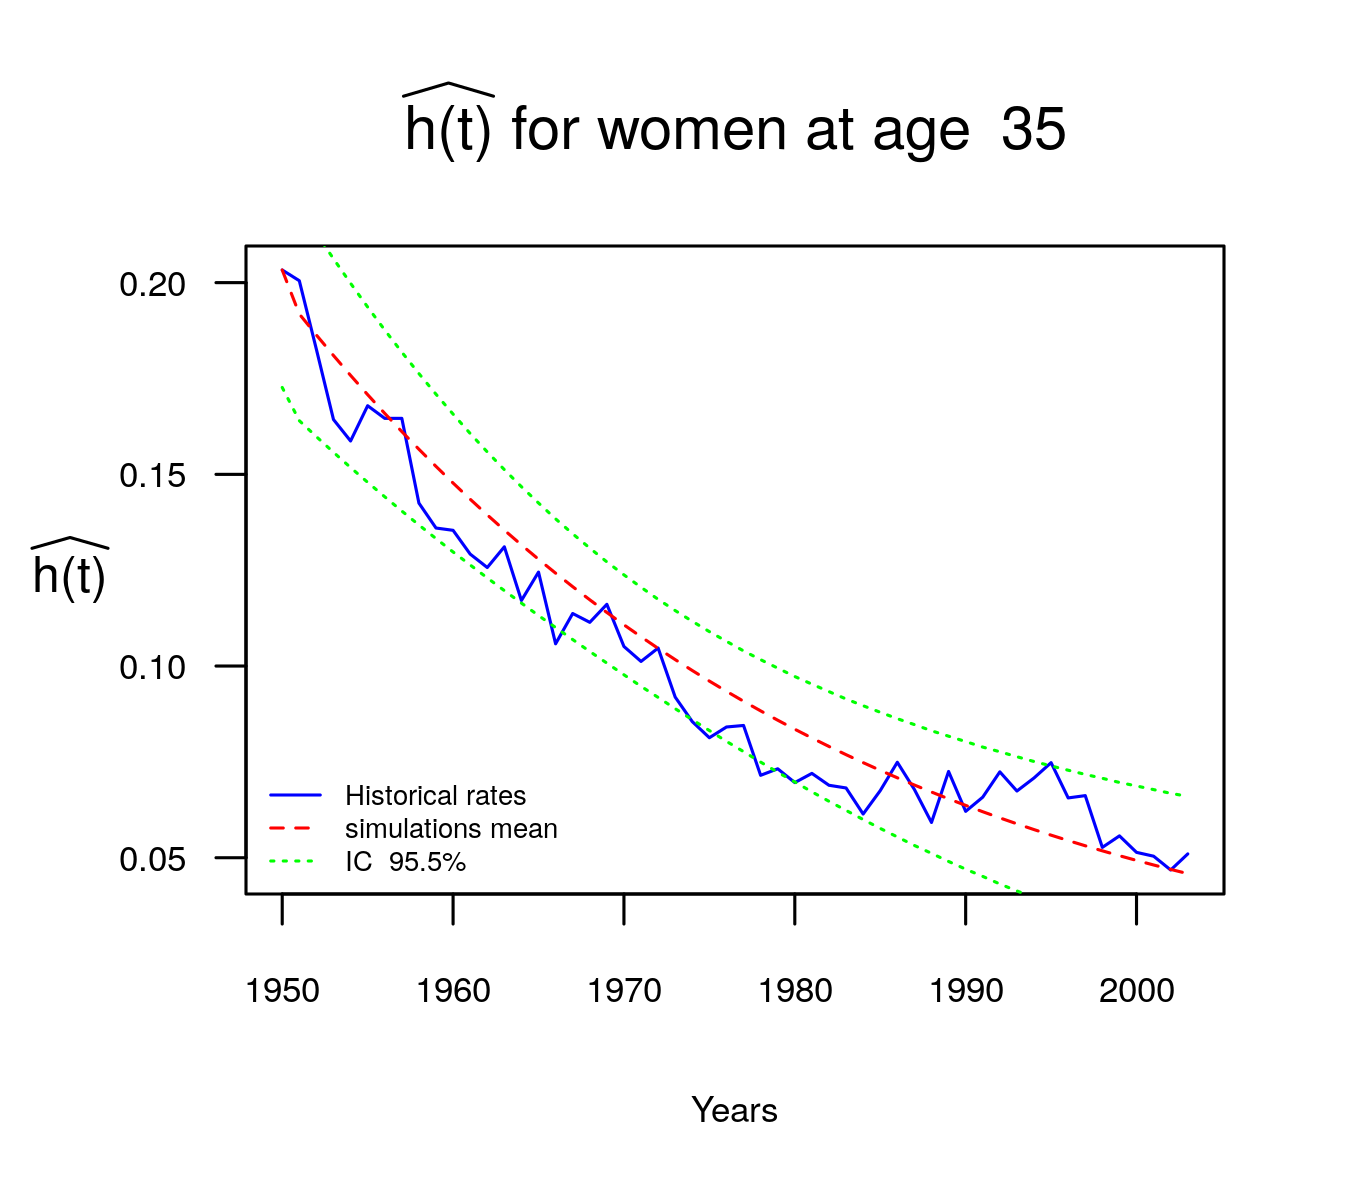 h(t) for women at age 35
0.20
0.15
0.10
0.05
h(t)
Historical rates
simulations mean
IC 95.5%
1950 1960 1970 1980 1990 2000
Years